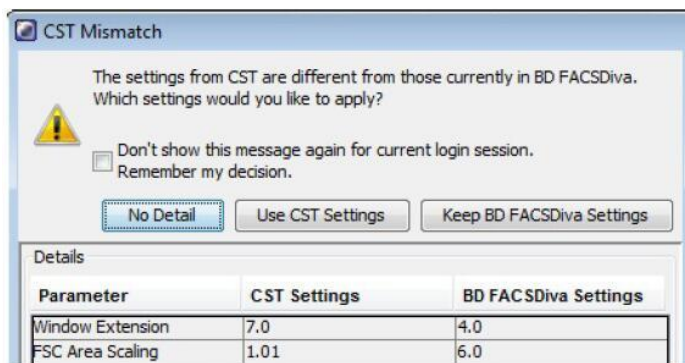 CST Mismatch
The settings from CST are different from those currently in BD FACSDiva.
Which settings would you like to apply?
Don't show this message again for current login session.
Remember my decision.
No Detail Use CST Settings Keep BD FACSDiva Settings
Details
Parameter CST Settings BD FACSDiva Settings
Window Extension 7.0 4.0
FSC Area Scaling 1.01 6.0